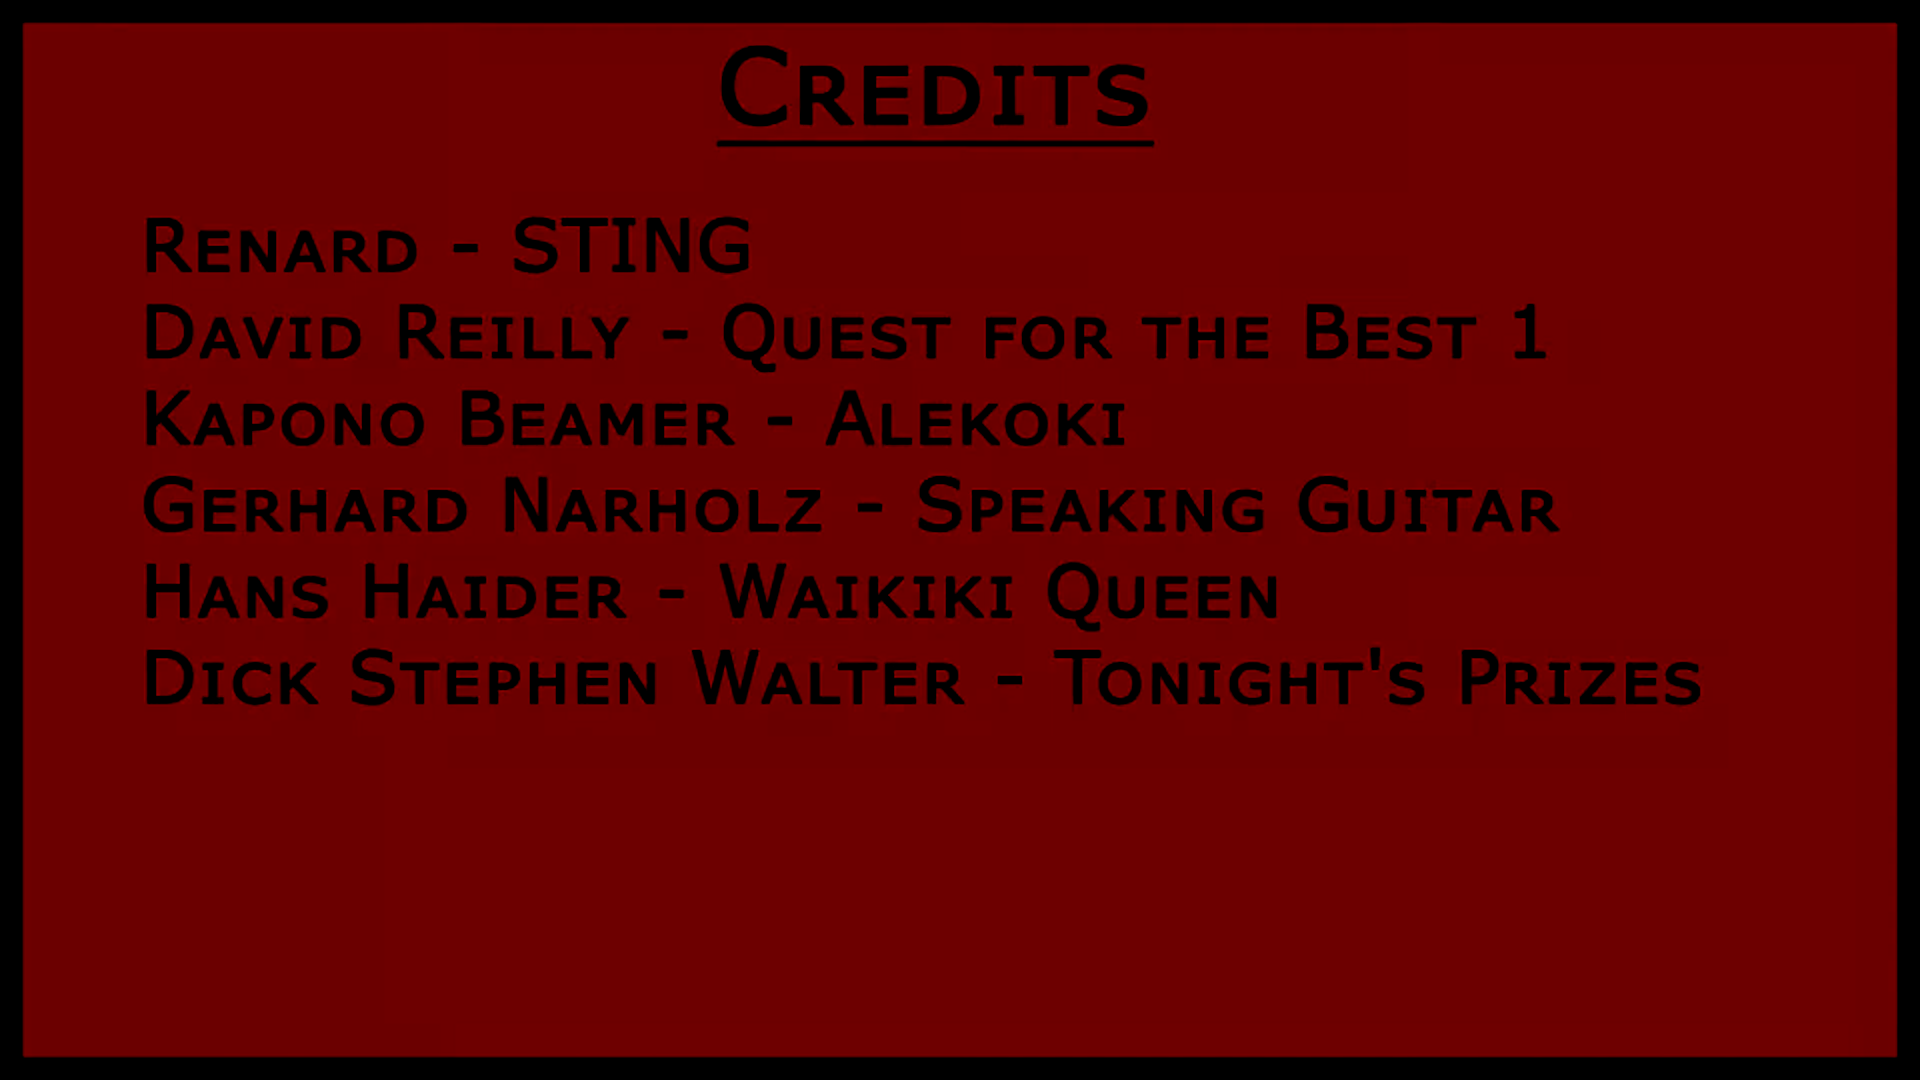 Credits
Renard - STING
David Reilly - Quest for the Best 1
Kapono Beamer - Alekoki
Gerhard Narholz - Speaking Guitar
Hans Haider - Waikiki Queen
Dick Stephen Walter - Tonight's Prizes